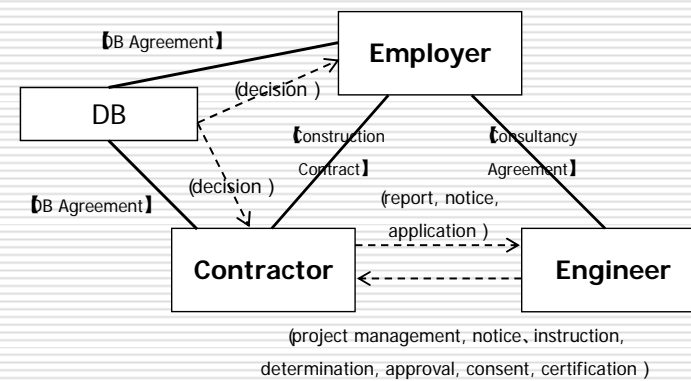 【DB Agreement】
Employer
(decision )
DB
【Construction
Contract】
【Consultancy
Agreement】
(decision )
【DB Agreement】
(report, notice,
application )
Contractor
Engineer
(project management, notice、instruction,
determination, approval, consent, certification )